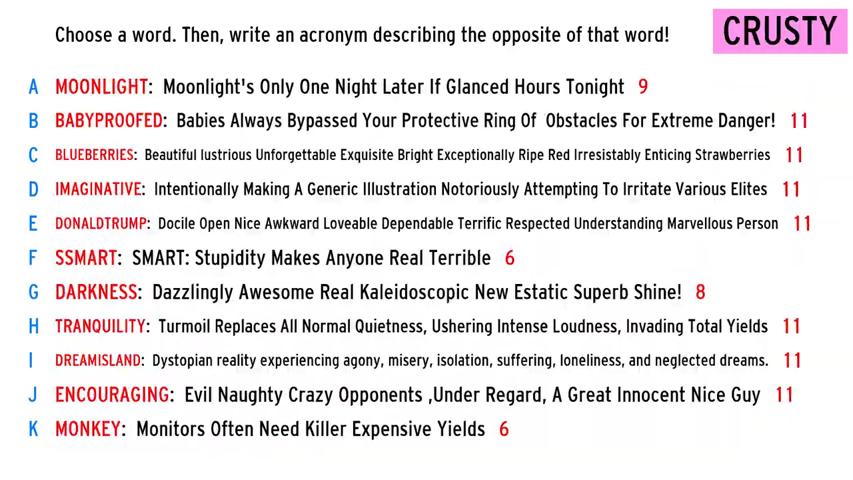 Choose a word. Then, write an acronym describing the opposite of that word!
CRUSTY
A MOONLIGHT: Moonlight's Only One Night Later If Glanced Hours Tonight 9
B BABYPROOFED: Babies Always Bypassed Your Protective Ring Of Obstacles For Extreme Danger! 11
C BLUEBERRIES: Beautiful lustrious Unforgettable Exquisite Bright Exceptionally Ripe Red Irresistably Enticing Strawberries 11
D IMAGINATIVE: Intentionally Making A Generic Illustration Notoriously Attempting To Irritate Various Elites 11
E DONALDTRUMP: Docile Open Nice Awkward Loveable Dependable Terrific Respected Understanding Marvellous Person 11
F SSMART: SMART: Stupidity Makes Anyone Real Terrible 6
G DARKNESS: Dazzlingly Awesome Real Kaleidoscopic New Estatic Superb Shine! 8
H TRANQUILITY: Turmoil Replaces All Normal Quietness, Ushering Intense Loudness, Invading Total Yields 11
I DREAMISLAND: Dystopian reality experiencing agony, misery, isolation, suffering, loneliness, and neglected dreams. 11
J ENCOURAGING: Evil Naughty Crazy Opponents ,Under Regard, A Great Innocent Nice Guy 11
K MONKEY: Monitors Often Need Killer Expensive Yields 6